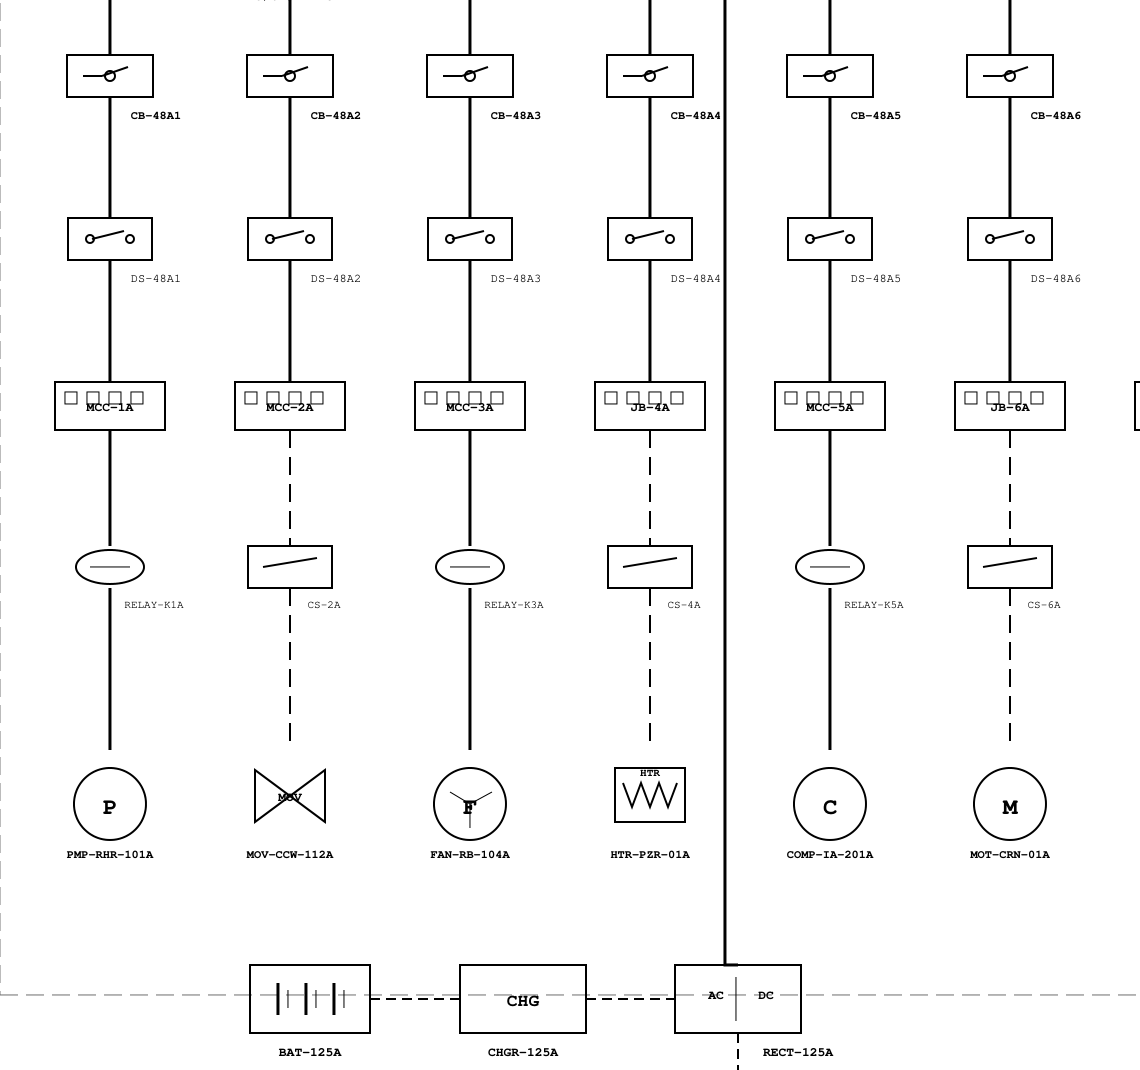 CB-48A1 CB-48A2 CB-48A3 CB-48A4 CB-48A5 CB-48A6
DS-48A1 DS-48A2 DS-48A3 DS-48A4 DS-48A5 DS-48A6
MCC-1A MCC-2A MCC-3A JB-4A MCC-5A JB-6A
RELAY-K1A CS-2A RELAY-K3A CS-4A RELAY-K5A CS-6A
HTR
P MOV F C M
PMP-RHR-101A MOV-CCW-112A FAN-RB-104A HTR-PZR-01A COMP-IA-201A MOT-CRN-01A
CHG AC DC
BAT-125A CHGR-125A RECT-125A